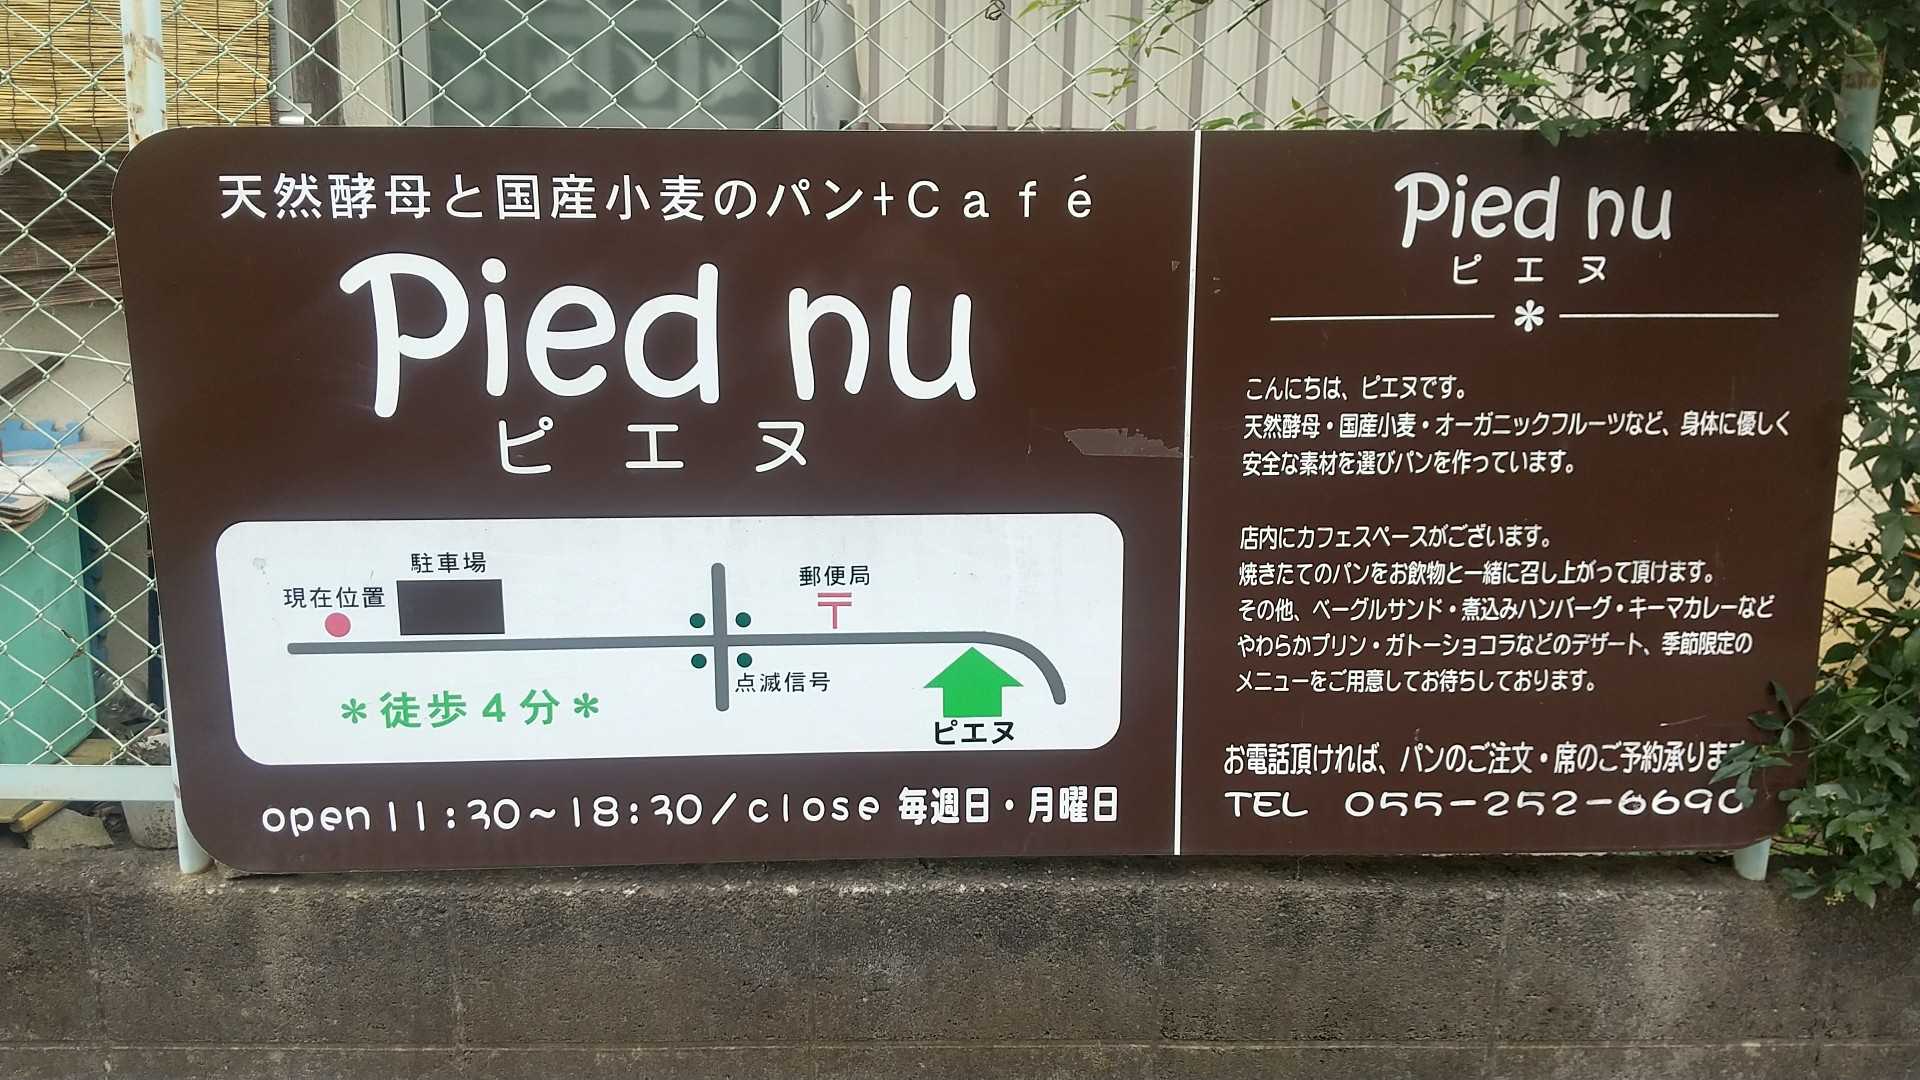 天然酵母と国産小麦のパン+Café
Pied nu
ピエヌ
駐車場
現在位置
郵便局
〒
点滅信号
＊徒歩4分＊
ピエヌ
open11:30~18:30/close 毎週日・月曜日
Pied nu
ピエヌ
＊
こんにちは、ピエヌです。
天然酵母・国産小麦・オーガニックフルーツなど、身体に優しく
安全な素材を選びパンを作っています。
店内にカフェスペースがございます。
焼きたてのパンをお飲物と一緒に召し上がって頂けます。
その他、ベーグルサンド・煮込みハンバーグ・キーマカレーなど
やわらかプリン・ガトーショコラなどのデザート、季節限定の
メニューをご用意してお待ちしております。
お電話頂ければ、パンのご注文・席のご予約承ります
TEL 055-252-6690